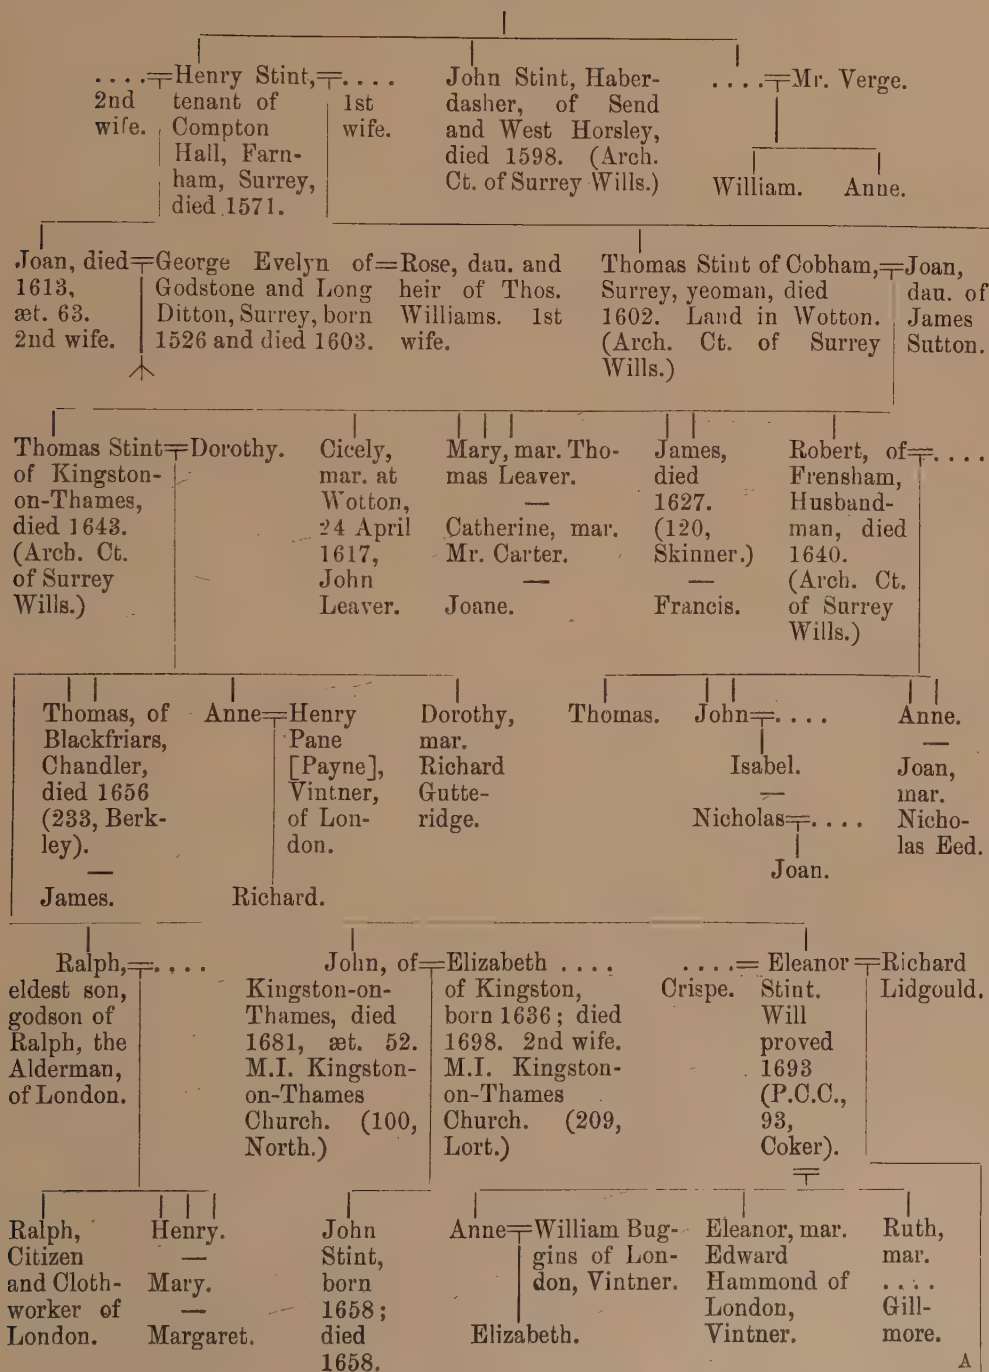 ....╤Henry Stint,╤....
2nd tenant of 1st
wife. Compton wife.
Hall, Farn-
ham, Surrey,
died 1571.
John Stint, Haber-
dasher, of Send
and West Horsley,
died 1598. (Arch.
Ct. of Surrey Wills.)
....╤Mr. Verge.
William. Anne.
Joan, died╤
1613,
æt. 63.
2nd wife.
George Evelyn of=
Godstone and Long
Ditton, Surrey, born
1526 and died 1603.
Rose, dau. and
heir of Thos.
Williams. 1st
wife.
Thomas Stint of Cobham,╤
Surrey, yeoman, died
1602. Land in Wotton.
(Arch. Ct. of Surrey
Wills.)
Joan,
dau. of
James
Sutton.
Thomas Stint╤Dorothy.
of Kingston-
on-Thames,
died 1643.
(Arch. Ct.
of Surrey
Wills.)
Cicely,
mar. at
Wotton,
24 April
1617,
John
Leaver.
Mary, mar. Tho-
mas Leaver.
—
Catherine, mar.
Mr. Carter.
—
Joane.
James,
died
1627.
(120,
Skinner.)
—
Francis.
Robert, of╤....
Frensham,
Husband-
man, died
1640.
(Arch. Ct.
of Surrey
Wills.)
Thomas, of
Blackfriars,
Chandler,
died 1656
(233, Berk-
ley).
—
James.
Anne╤Henry
Pane
[Payne],
Vintner,
of Lon-
don.
Richard.
Dorothy,
mar.
Richard
Gutte-
ridge.
Thomas.
John╤....
Isabel.
—
Nicholas╤....
Joan.
Anne.
—
Joan,
mar.
Nicho-
las Eed.
Ralph,╤....
eldest son,
godson of
Ralph, the
Alderman,
of London.
John, of╤
Kingston-on-
Thames, died
1681, æt. 52.
M.I. Kingston-
on-Thames
Church. (100,
North.)
Elizabeth ....
of Kingston,
born 1636; died
1698. 2nd wife.
M.I. Kingston-
on-Thames
Church. (209,
Lort.)
....= Eleanor ╤Richard
Crispe. Stint. Lidgould.
Will
proved
1693
(P.C.C.,
93,
Coker).
╤
Ralph,
Citizen
and Cloth-
worker of
London.
Henry.
—
Mary.
—
Margaret.
John
Stint,
born
1658;
died
1658.
Anne╤William Bug-
gins of Lon-
don, Vintner.
Elizabeth.
Eleanor, mar.
Edward
Hammond of
London,
Vintner.
Ruth,
mar.
....
Gill-
more.
A